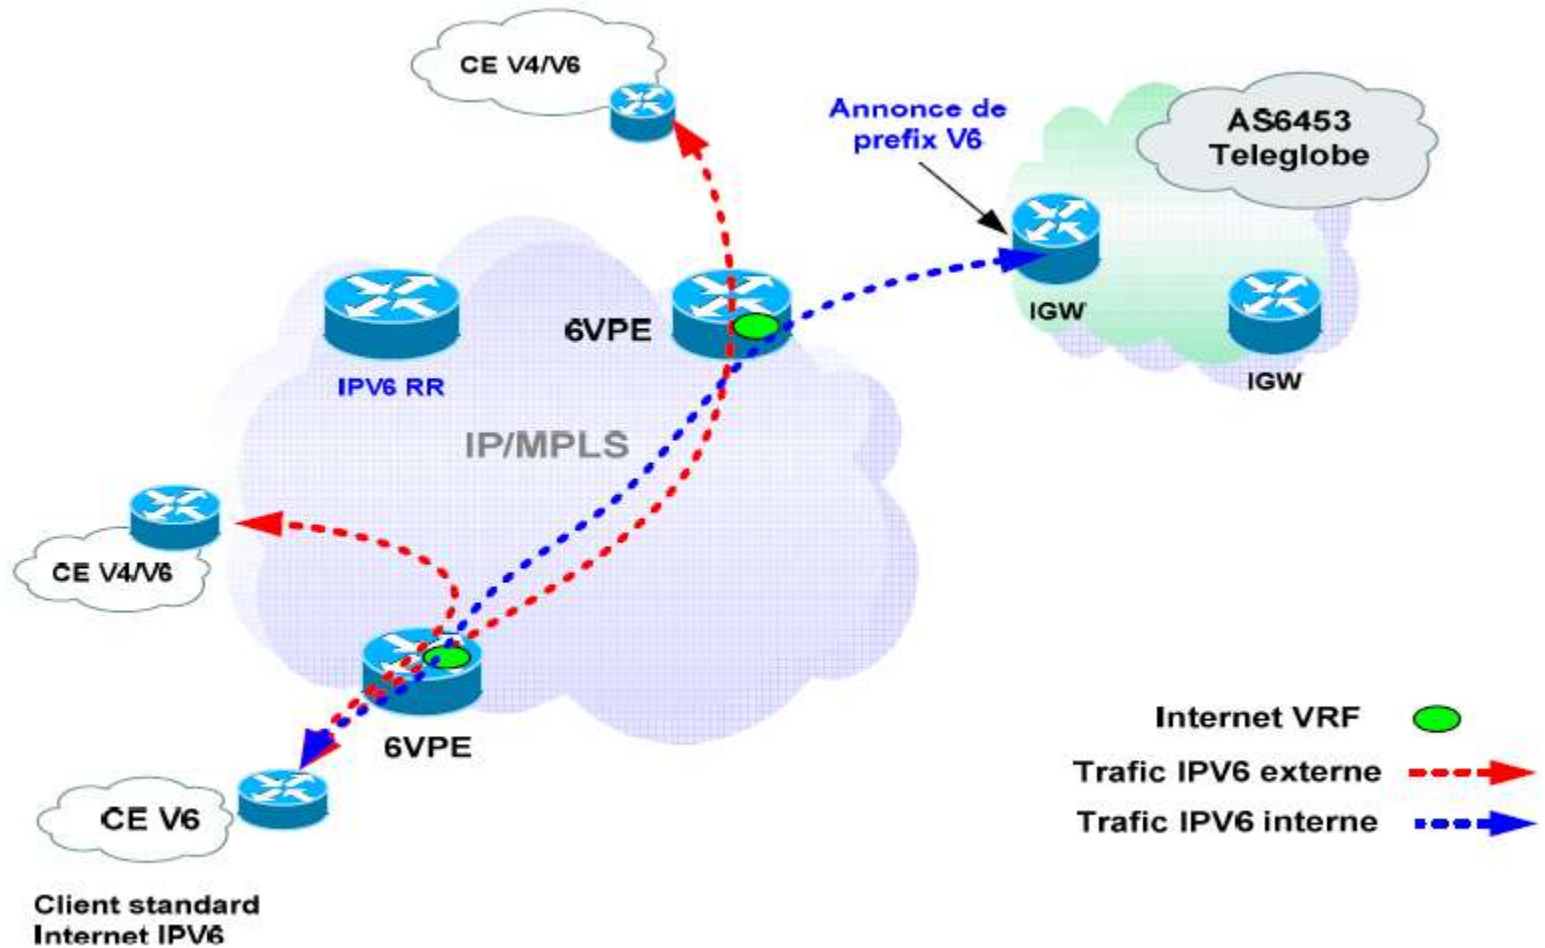 CE V4/V6
Annonce de
prefix V6
AS6453
Teleglobe
IGW
IGW
6VPE
IPV6 RR
IP/MPLS
CE V4/V6
6VPE
CE V6
Client standard
Internet IPV6
Internet VRF
Trafic IPV6 externe
Trafic IPV6 interne